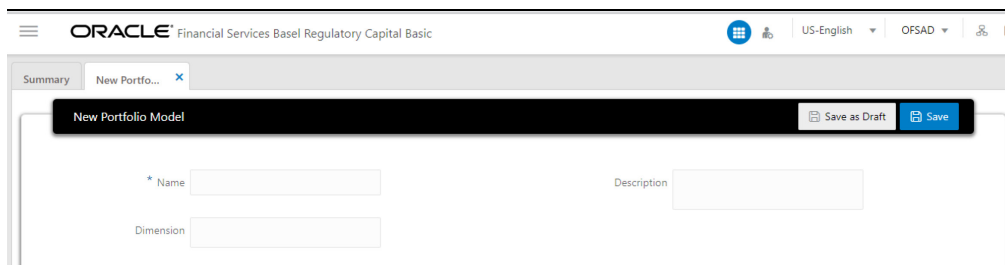 ORACLE® Financial Services Basel Regulatory Capital Basic US-English OFSAD
Summary New Portfo... ×
New Portfolio Model Save as Draft Save
* Name Description
Dimension